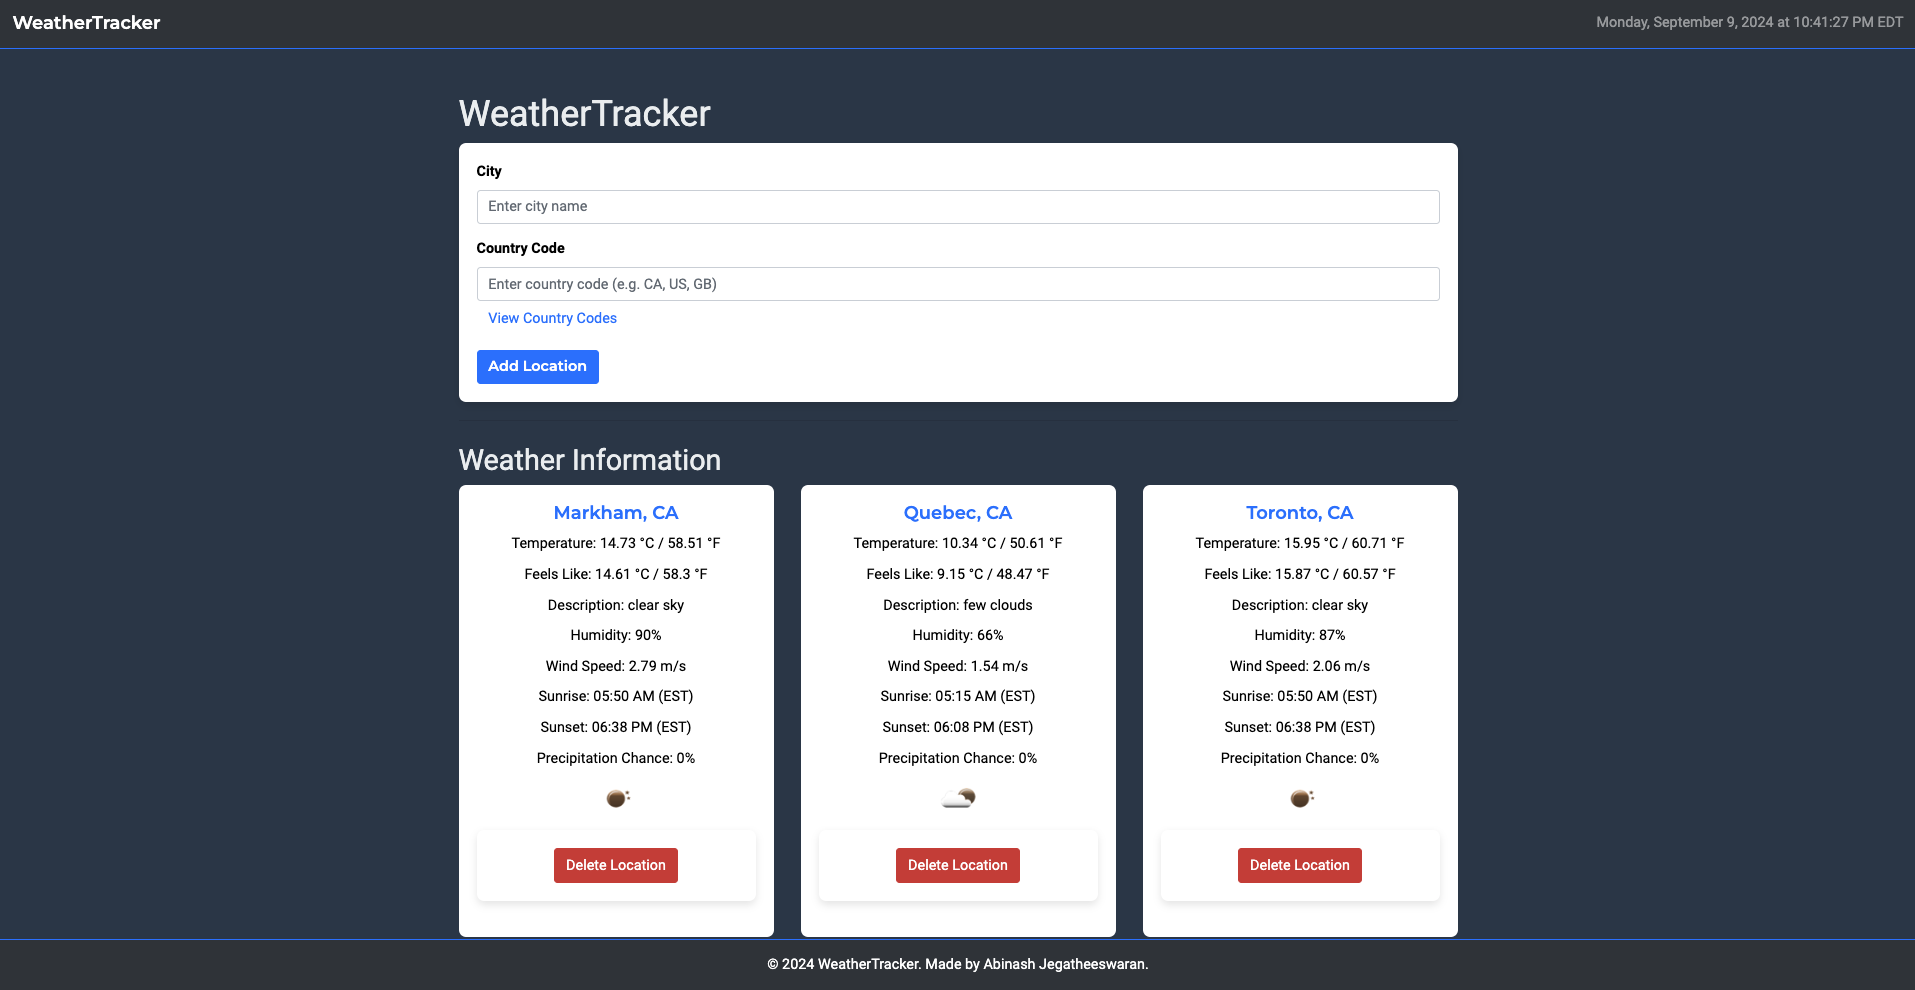 WeatherTracker
Monday, September 9, 2024 at 10:41:27 PM EDT
WeatherTracker
City
Enter city name
Country Code
Enter country code (e.g. CA, US, GB)
View Country Codes
Add Location
Weather Information
Markham, CA
Temperature: 14.73 °C / 58.51 °F
Feels Like: 14.61 °C / 58.3 °F
Description: clear sky
Humidity: 90%
Wind Speed: 2.79 m/s
Sunrise: 05:50 AM (EST)
Sunset: 06:38 PM (EST)
Precipitation Chance: 0%
Delete Location
Quebec, CA
Temperature: 10.34 °C / 50.61 °F
Feels Like: 9.15 °C / 48.47 °F
Description: few clouds
Humidity: 66%
Wind Speed: 1.54 m/s
Sunrise: 05:15 AM (EST)
Sunset: 06:08 PM (EST)
Precipitation Chance: 0%
Delete Location
Toronto, CA
Temperature: 15.95 °C / 60.71 °F
Feels Like: 15.87 °C / 60.57 °F
Description: clear sky
Humidity: 87%
Wind Speed: 2.06 m/s
Sunrise: 05:50 AM (EST)
Sunset: 06:38 PM (EST)
Precipitation Chance: 0%
Delete Location
© 2024 WeatherTracker. Made by Abinash Jegatheeswaran.